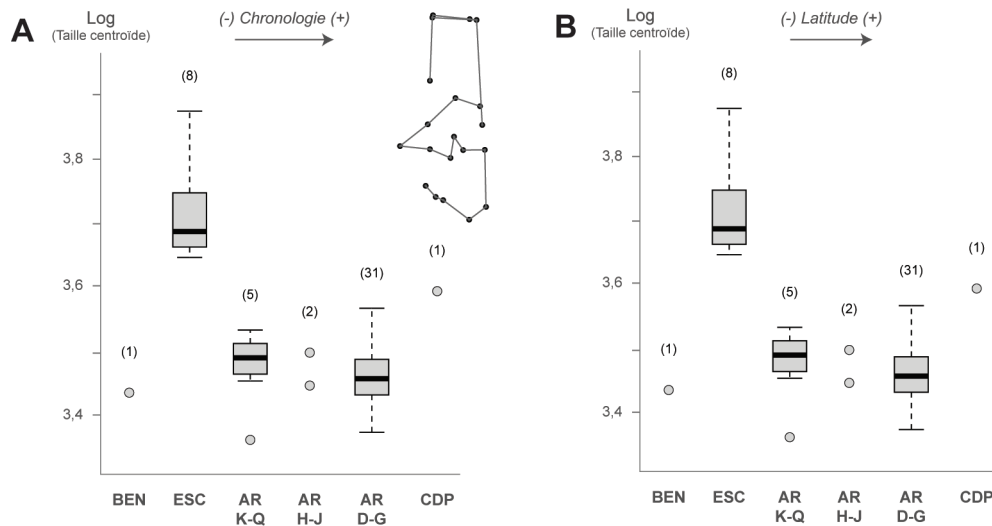 A
Log
(Taille centroïde)
(-) Chronologie (+)
(8)
3,8
3,6
(1)
(31)
(5)
(2)
(1)
3,4
BEN
ESC
AR
K-Q
AR
H-J
AR
D-G
CDP
B
Log
(Taille centroïde)
(-) Latitude (+)
(8)
3,8
3,6
(1)
(31)
(5)
(2)
(1)
3,4
BEN
ESC
AR
K-Q
AR
H-J
AR
D-G
CDP